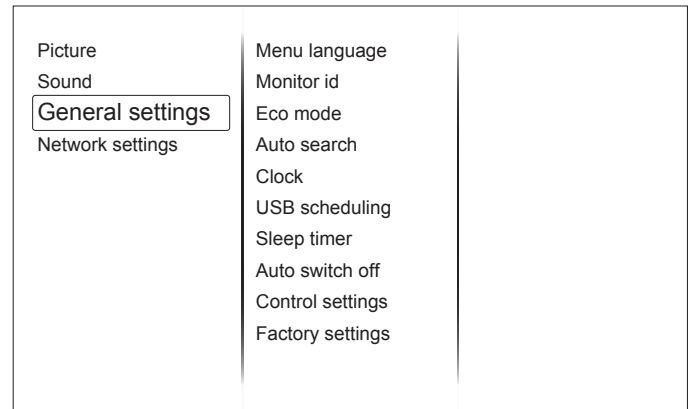 Picture
Sound
General settings
Network settings
Menu language
Monitor id
Eco mode
Auto search
Clock
USB scheduling
Sleep timer
Auto switch off
Control settings
Factory settings